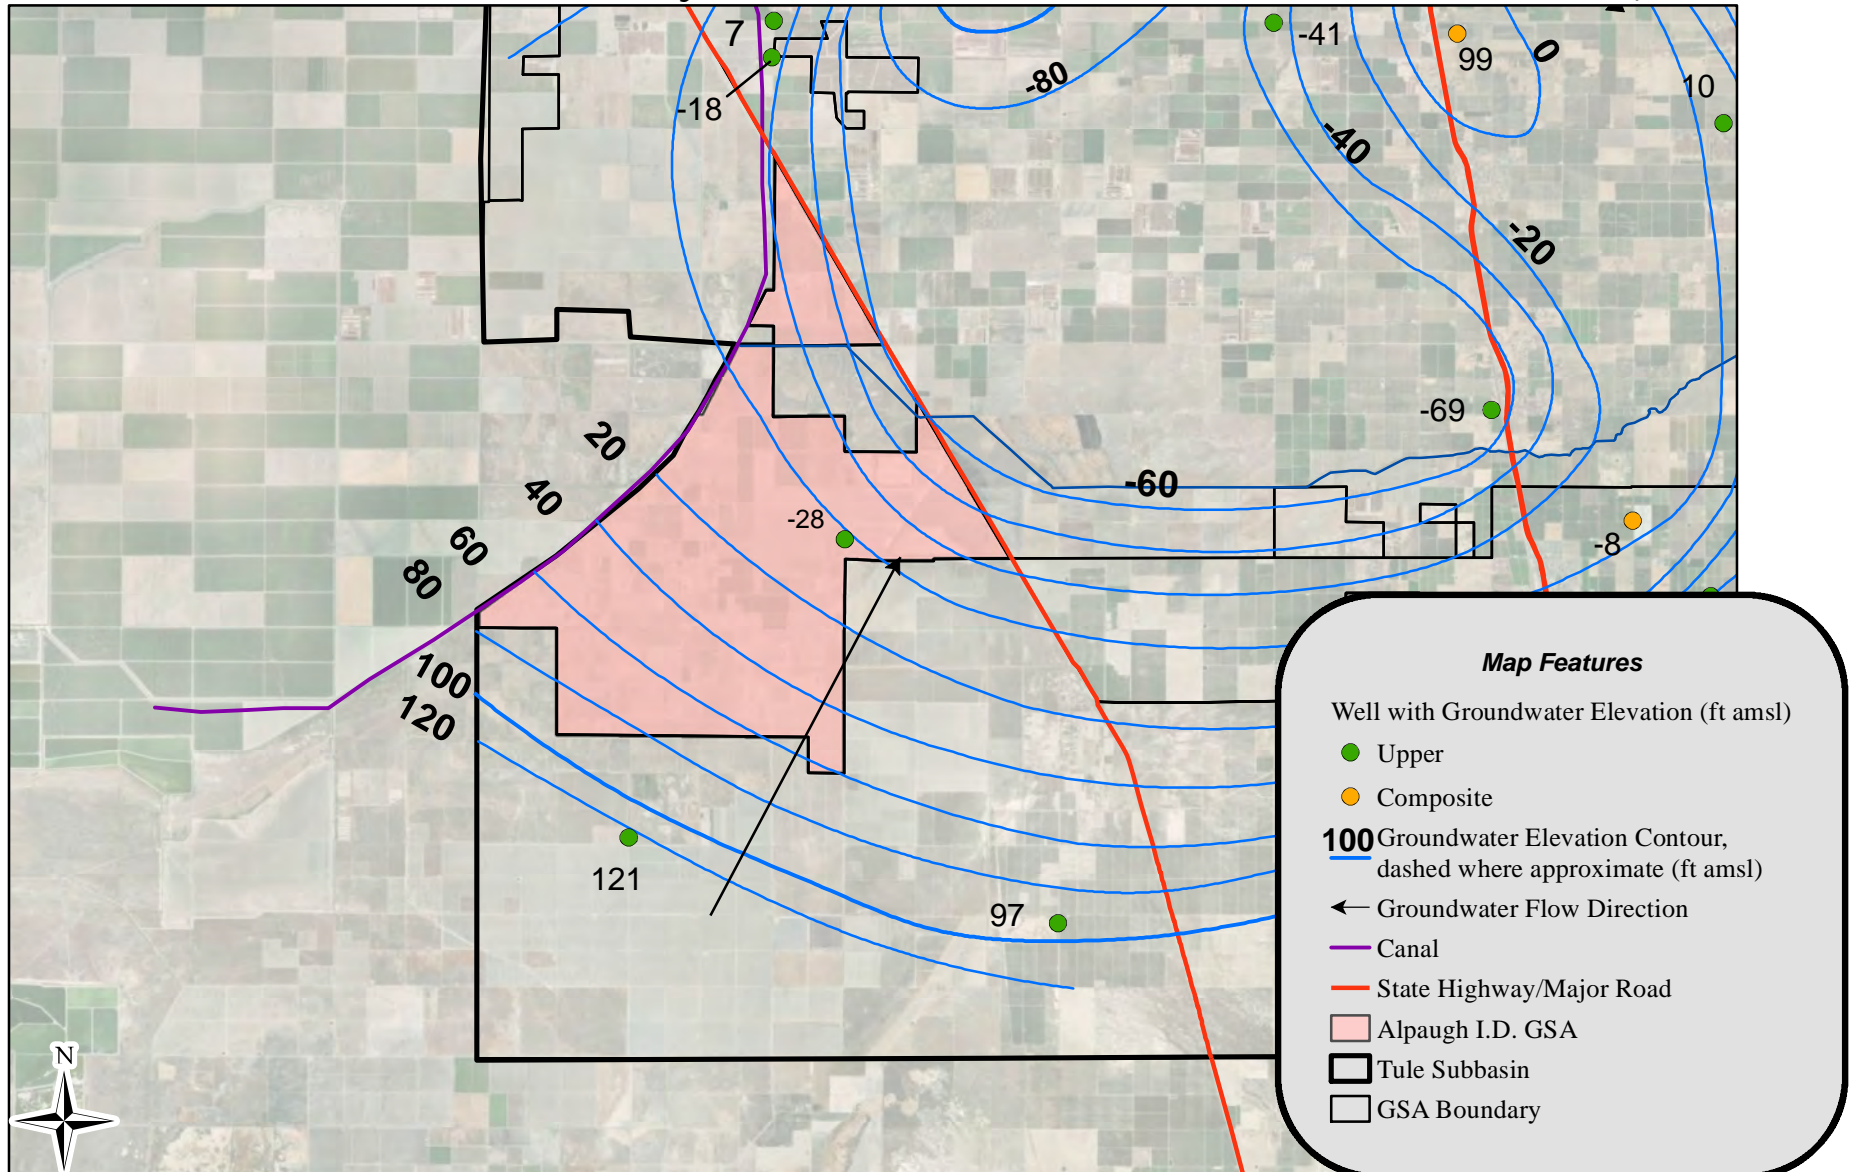 7
-18
-80
-41
99
0
10
-40
-20
-69
20
40
60
80
-28
-60
-8
100
120
121
97
N
Map Features
Well with Groundwater Elevation (ft amsl)
Upper
Composite
100 Groundwater Elevation Contour,
dashed where approximate (ft amsl)
Groundwater Flow Direction
Canal
State Highway/Major Road
Alpaugh I.D. GSA
Tule Subbasin
GSA Boundary